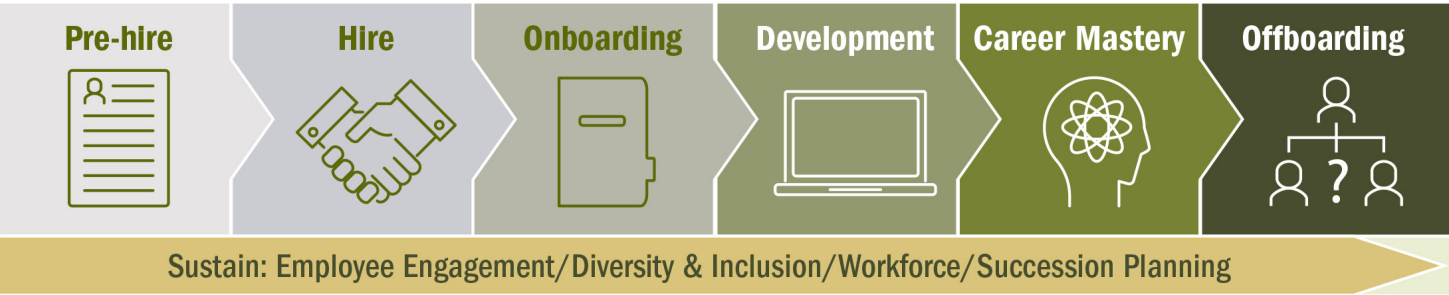 Pre-hire
Hire
Onboarding
Development
Career Mastery
Offboarding
?
Sustain: Employee Engagement/Diversity & Inclusion/Workforce/Succession Planning